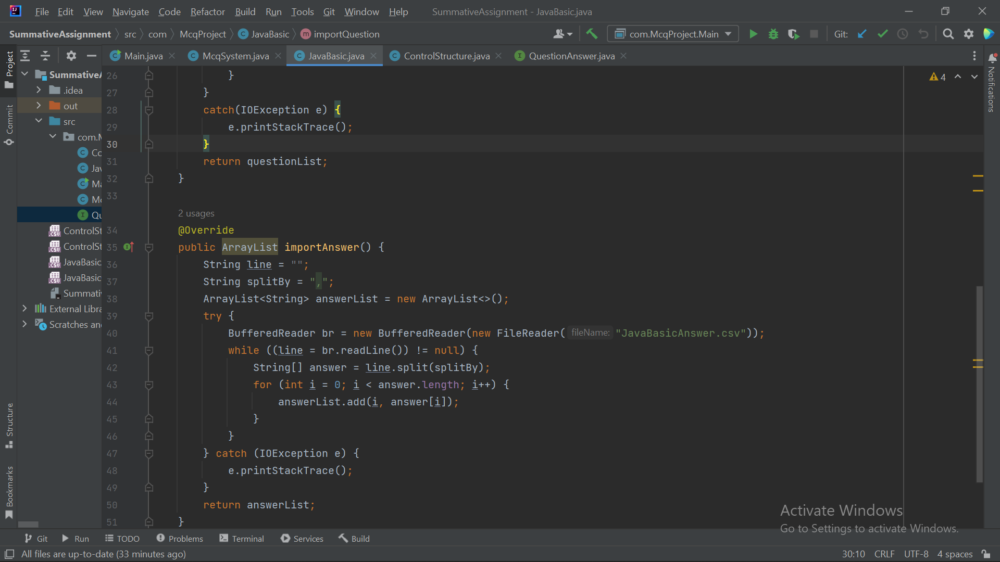 File Edit View Navigate Code Refactor Build Run Tools Git Window Help SummativeAssignment - JavaBasic.java
SummativeAssignment src com McqProject JavaBasic importQuestion com.McqProject.Main Git:
Project
Commit
Structure
Bookmarks
SummativeA
.idea
out
src
com.M
Co
Jav
Ma
Mc
Qu
ControlSt
ControlSt
JavaBasic
JavaBasic
Summativ
External Libra
Scratches an
Main.java McqSystem.java JavaBasic.java ControlStructure.java QuestionAnswer.java
4
26 }
27 }
28 catch(IOException e) {
29 e.printStackTrace();
30 }
31 return questionList;
32 }
33
2 usages
34 @Override
35 public ArrayList importAnswer() {
36 String line = "";
37 String splitBy = ",";
38 ArrayList<String> answerList = new ArrayList<>();
39 try {
40 BufferedReader br = new BufferedReader(new FileReader( fileName: "JavaBasicAnswer.csv"));
41 while ((line = br.readLine()) != null) {
42 String[] answer = line.split(splitBy);
43 for (int i = 0; i < answer.length; i++) {
44 answerList.add(i, answer[i]);
45 }
46 }
47 } catch (IOException e) {
48 e.printStackTrace();
49 }
50 return answerList;
51 }
Notifications
Activate Windows
Go to Settings to activate Windows.
Git Run TODO Problems Terminal Services Build
All files are up-to-date (33 minutes ago) 30:10 CRLF UTF-8 4 spaces